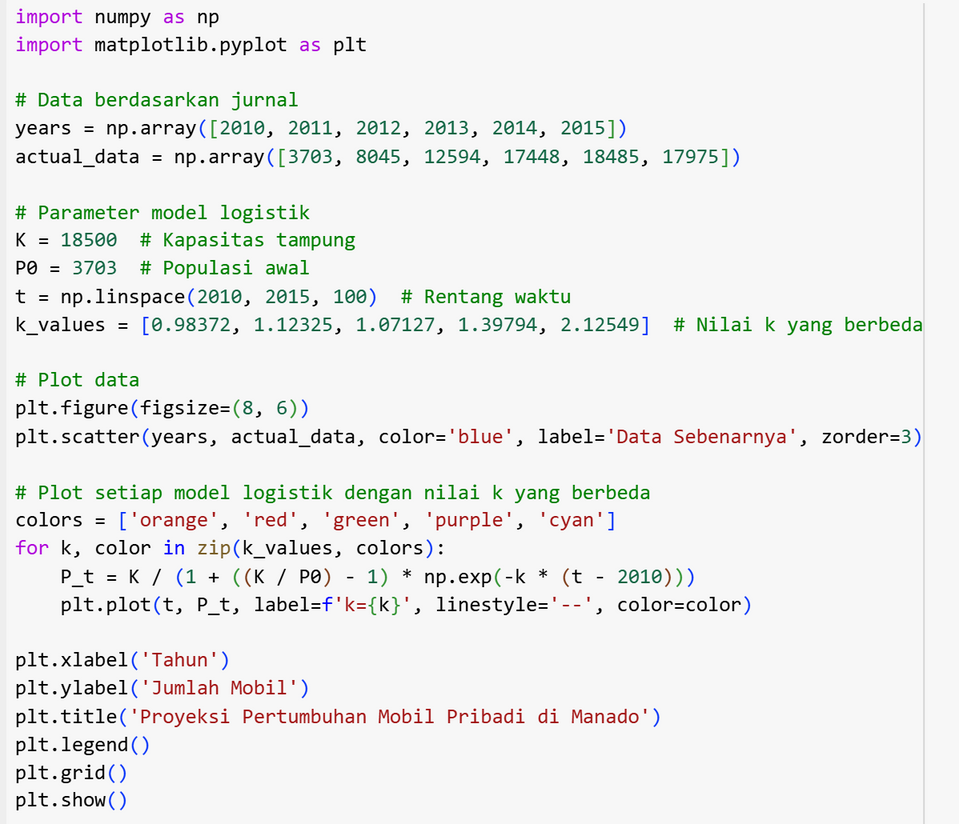 import numpy as np
import matplotlib.pyplot as plt
# Data berdasarkan jurnal
years = np.array([2010, 2011, 2012, 2013, 2014, 2015])
actual_data = np.array([3703, 8045, 12594, 17448, 18485, 17975])
# Parameter model logistik
K = 18500  # Kapasitas tampung
P0 = 3703  # Populasi awal
t = np.linspace(2010, 2015, 100)  # Rentang waktu
k_values = [0.98372, 1.12325, 1.07127, 1.39794, 2.12549]  # Nilai k yang berbeda
# Plot data
plt.figure(figsize=(8, 6))
plt.scatter(years, actual_data, color='blue', label='Data Sebenarnya', zorder=3)
# Plot setiap model logistik dengan nilai k yang berbeda
colors = ['orange', 'red', 'green', 'purple', 'cyan']
for k, color in zip(k_values, colors):
    P_t = K / (1 + ((K / P0) - 1) * np.exp(-k * (t - 2010)))
    plt.plot(t, P_t, label=f'k={k}', linestyle='--', color=color)
plt.xlabel('Tahun')
plt.ylabel('Jumlah Mobil')
plt.title('Proyeksi Pertumbuhan Mobil Pribadi di Manado')
plt.legend()
plt.grid()
plt.show()